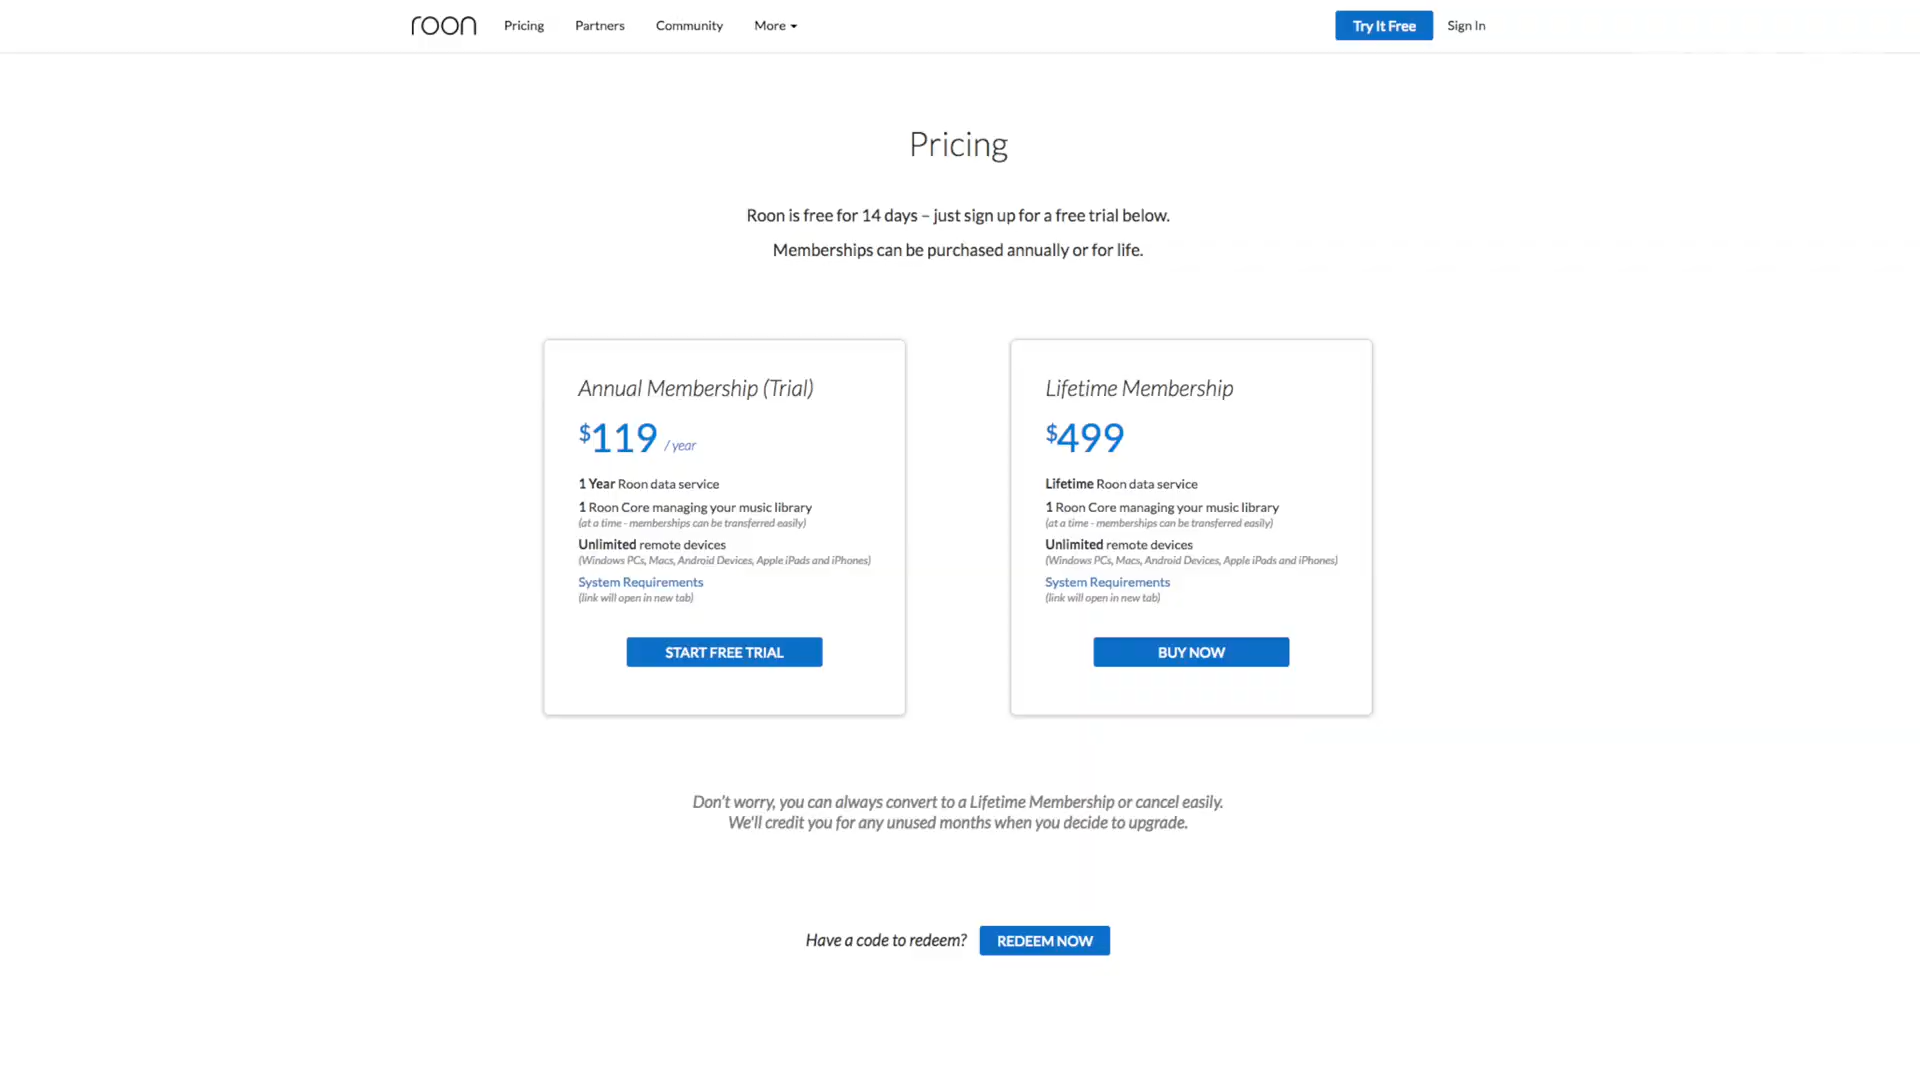 roon Pricing Partners Community More Try It Free Sign In
Pricing
Roon is free for 14 days – just sign up for a free trial below.
Memberships can be purchased annually or for life.
Annual Membership (Trial)
$119 / year
1 Year Roon data service
1 Roon Core managing your music library
(at a time - memberships can be transferred easily)
Unlimited remote devices
(Windows PCs, Macs, Android Devices, Apple iPads and iPhones)
System Requirements
(link will open in new tab)
START FREE TRIAL
Lifetime Membership
$499
Lifetime Roon data service
1 Roon Core managing your music library
(at a time - memberships can be transferred easily)
Unlimited remote devices
(Windows PCs, Macs, Android Devices, Apple iPads and iPhones)
System Requirements
(link will open in new tab)
BUY NOW
Don't worry, you can always convert to a Lifetime Membership or cancel easily.
We'll credit you for any unused months when you decide to upgrade.
Have a code to redeem? REDEEM NOW